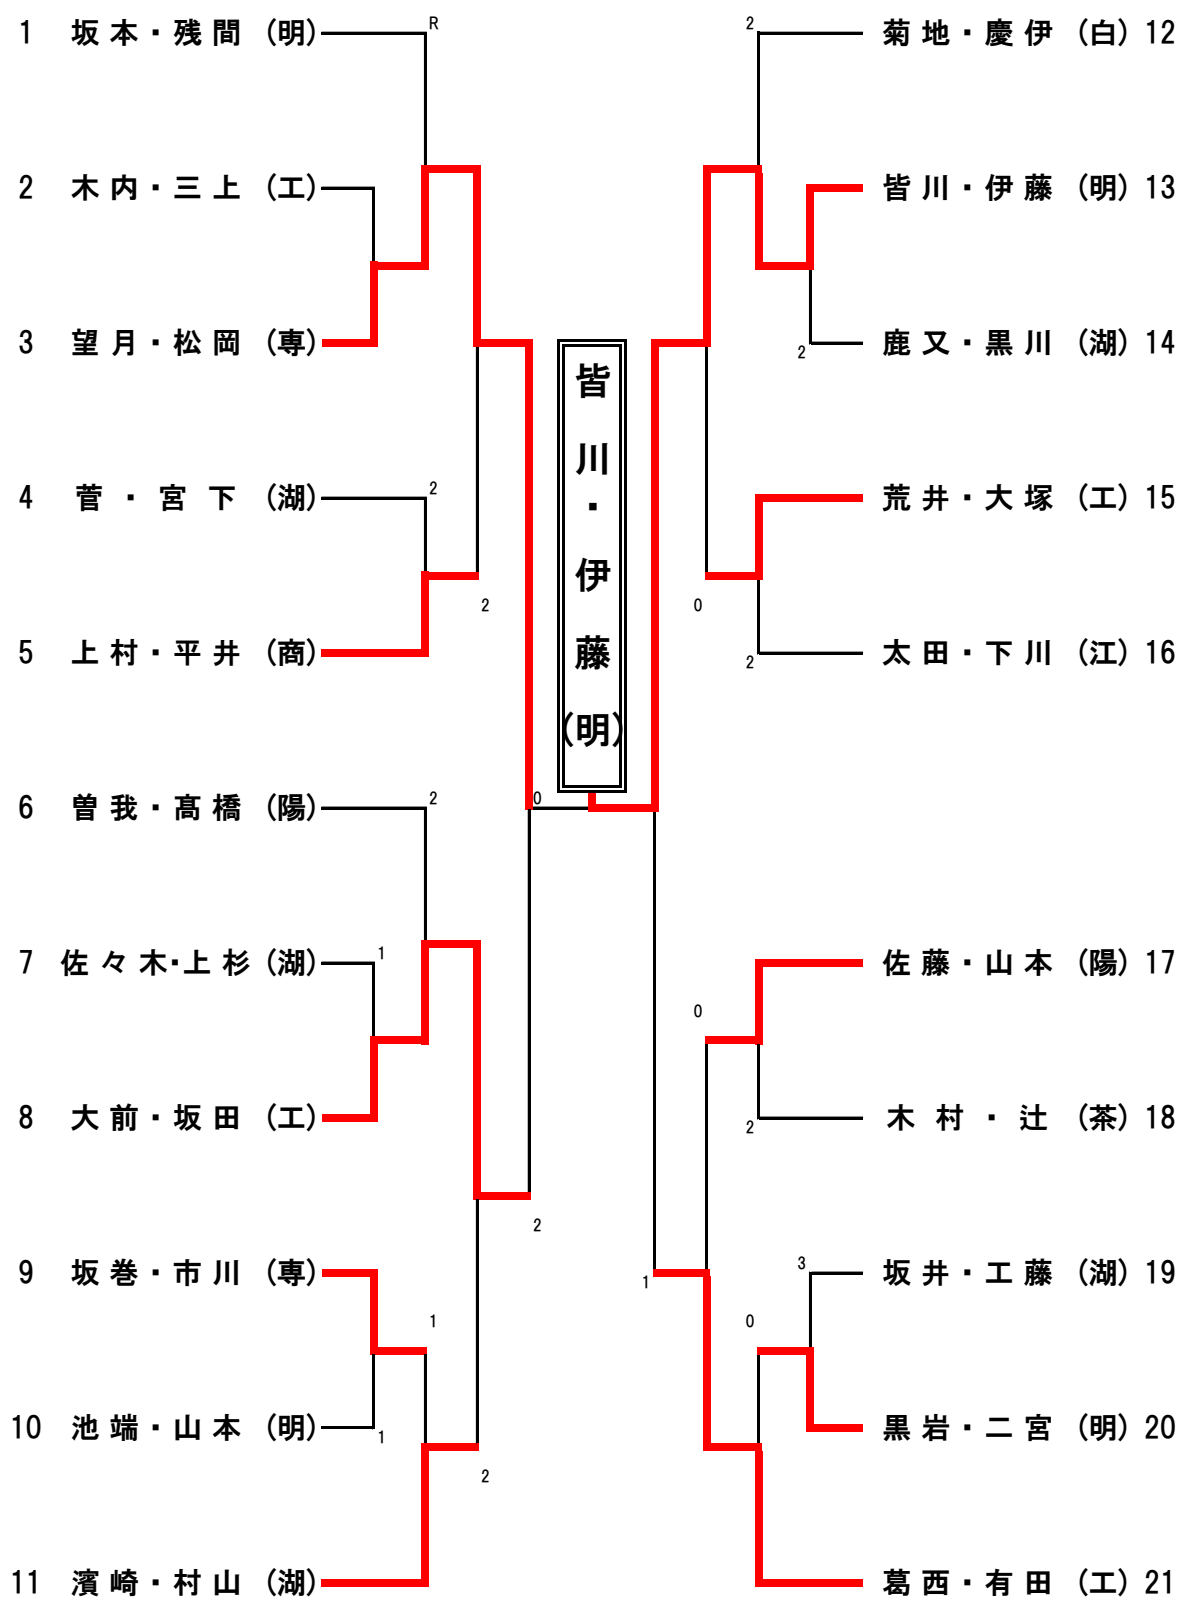 1 坂本・残間 (明)
R
2 木内・三上 (工)
3 望月・松岡 (専)
4 菅・宮下 (湖)
2
2
5 上村・平井 (商)
6 曽我・髙橋 (陽)
2
0
7 佐々木・上杉 (湖)
1
8 大前・坂田 (工)
2
9 坂巻・市川 (専)
1
10 池端・山本 (明)
1
2
11 濱崎・村山 (湖)
皆川・伊藤(明)
2
菊地・慶伊 (白) 12
皆川・伊藤 (明) 13
2
鹿又・黒川 (湖) 14
荒井・大塚 (工) 15
0
2
太田・下川 (江) 16
佐藤・山本 (陽) 17
0
2
木村・辻 (茶) 18
3
坂井・工藤 (湖) 19
1
0
黒岩・二宮 (明) 20
葛西・有田 (工) 21